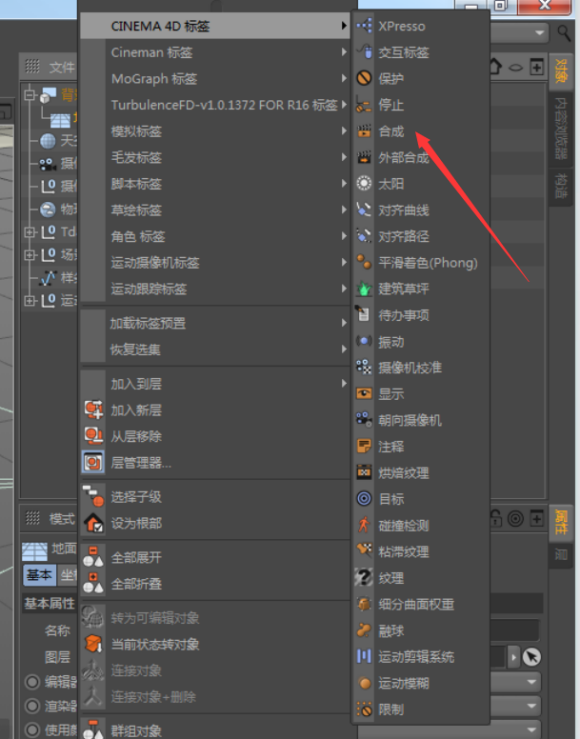 CINEMA 4D 标签
Cineman 标签
MoGraph 标签
TurbulenceFD-v1.0.1372 FOR R16 标签
模拟标签
毛发标签
脚本标签
草绘标签
角色 标签
运动摄像机标签
运动跟踪标签
加载标签预置
恢复选集
加入到层
加入新层
从层移除
层管理器...
选择子级
设为根部
全部展开
全部折叠
转为可编辑对象
当前状态转对象
连接对象
连接对象+删除
群组对象
XPresso
交互标签
保护
停止
合成
外部合成
太阳
对齐曲线
对齐路径
平滑着色(Phong)
建筑草坪
待办事项
振动
摄像机校准
显示
朝向摄像机
注释
烘焙纹理
目标
碰撞检测
粘滞纹理
纹理
细分曲面权重
融球
运动剪辑系统
运动模糊
限制
文件
背
天
摄像
摄
物
Td
场
样
运
模式
地面
基本
坐
基本属性
名称
图层
编辑器
渲染器
使用
对象
内容浏览器
构造
属性
层